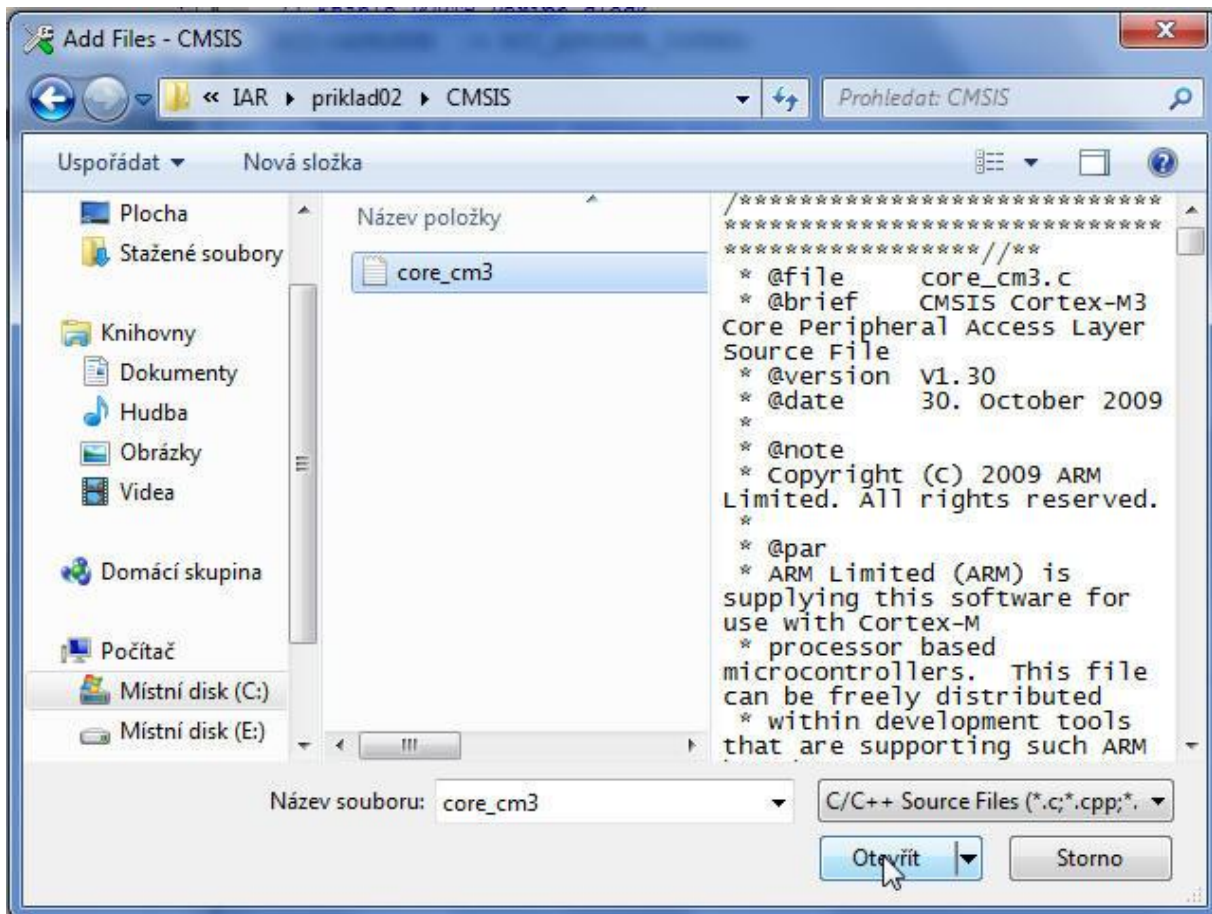 Add Files - CMSIS
« IAR ▸ priklad02 ▸ CMSIS
Prohledat: CMSIS
Uspořádat
Nová složka
Plocha
Stažené soubory
Knihovny
Dokumenty
Hudba
Obrázky
Videa
Domácí skupina
Počítač
Místní disk (C:)
Místní disk (E:)
Název položky
core_cm3
/****************************
*****************************
*****************//**
* @file core_cm3.c
* @brief CMSIS Cortex-M3
Core Peripheral Access Layer
Source File
* @version V1.30
* @date 30. October 2009
*
* @note
* Copyright (C) 2009 ARM
Limited. All rights reserved.
*
* @par
* ARM Limited (ARM) is
supplying this software for
use with Cortex-M
* processor based
microcontrollers. This file
can be freely distributed
* within development tools
that are supporting such ARM
Název souboru:
core_cm3
C/C++ Source Files (*.c;*.cpp;*.
Otevřít
Storno